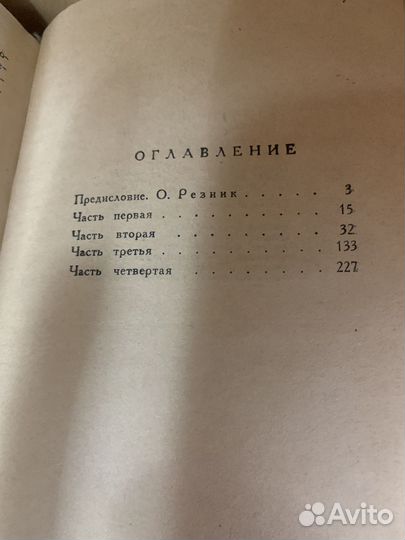 ОГЛАВЛЕНИЕ
Предисловие. О. Резник . . . . . 3
Часть первая . . . . . . . . . . 15
Часть вторая . . . . . . . . . . 32
Часть третья . . . . . . . . . . 133
Часть четвертая . . . . . . . . 227
Avito